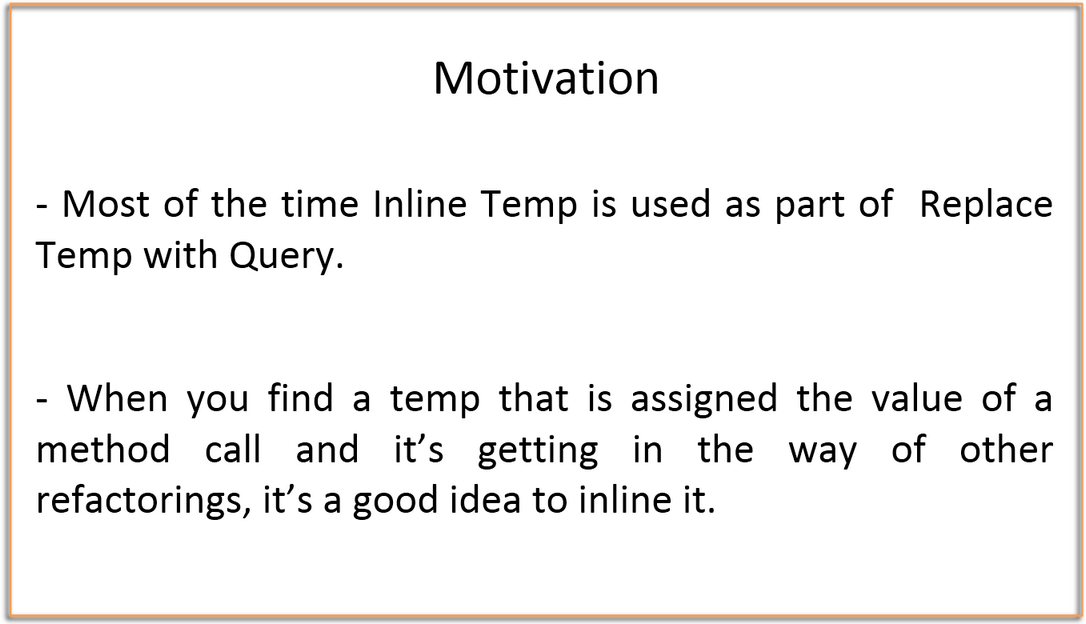 Motivation
- Most of the time Inline Temp is used as part of  Replace
Temp with Query.
- When you find a temp that is assigned the value of a
method call and it’s getting in the way of other
refactorings, it’s a good idea to inline it.